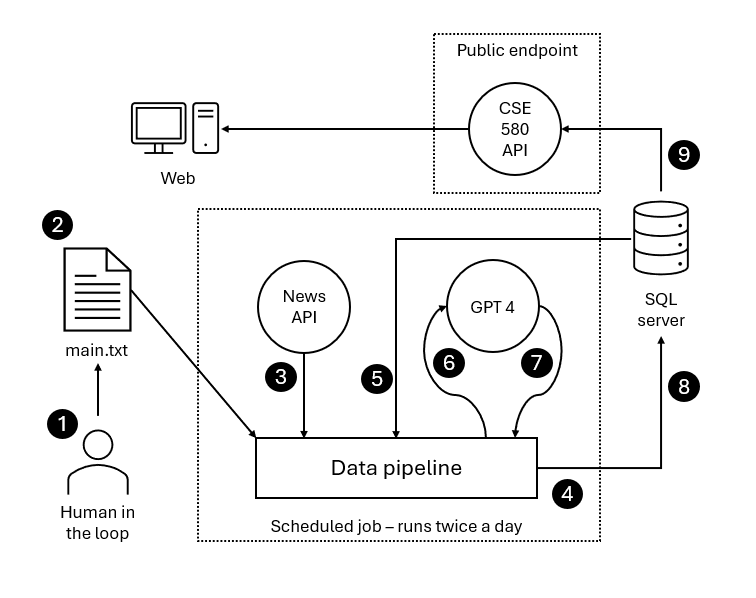 Public endpoint
CSE
580
API
9
Web
2
SQL
server
News
API
GPT 4
main.txt
3
5
6
7
8
1
Data pipeline
4
Human in
the loop
Scheduled job – runs twice a day